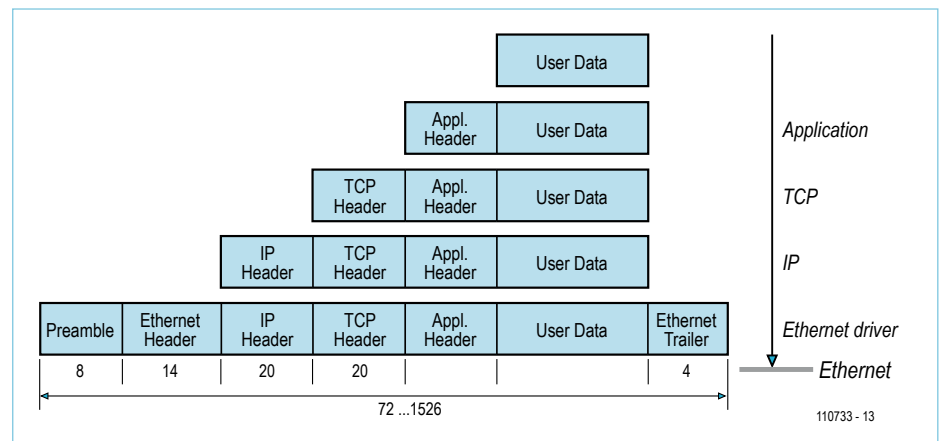 User Data
Appl.
Header
User Data
Application
TCP
Header
Appl.
Header
User Data
TCP
IP
Header
TCP
Header
Appl.
Header
User Data
IP
Preamble
Ethernet
Header
IP
Header
TCP
Header
Appl.
Header
User Data
Ethernet
Trailer
Ethernet driver
8
14
20
20
4
Ethernet
72 ...1526
110733 - 13